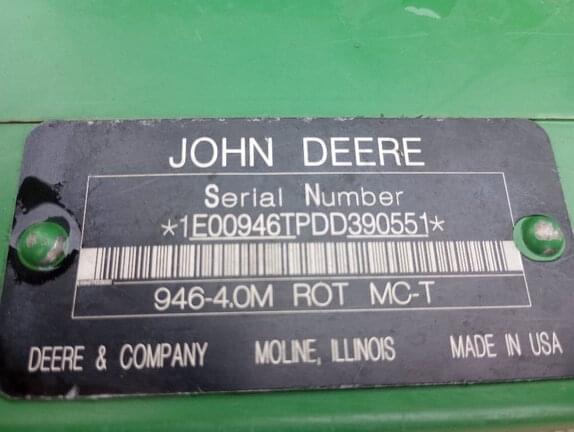 JOHN DEERE
Serial Number
*1E00946TPDD390551*
946-4.0M ROT MC-T
DEERE & COMPANY MOLINE, ILLINOIS MADE IN USA